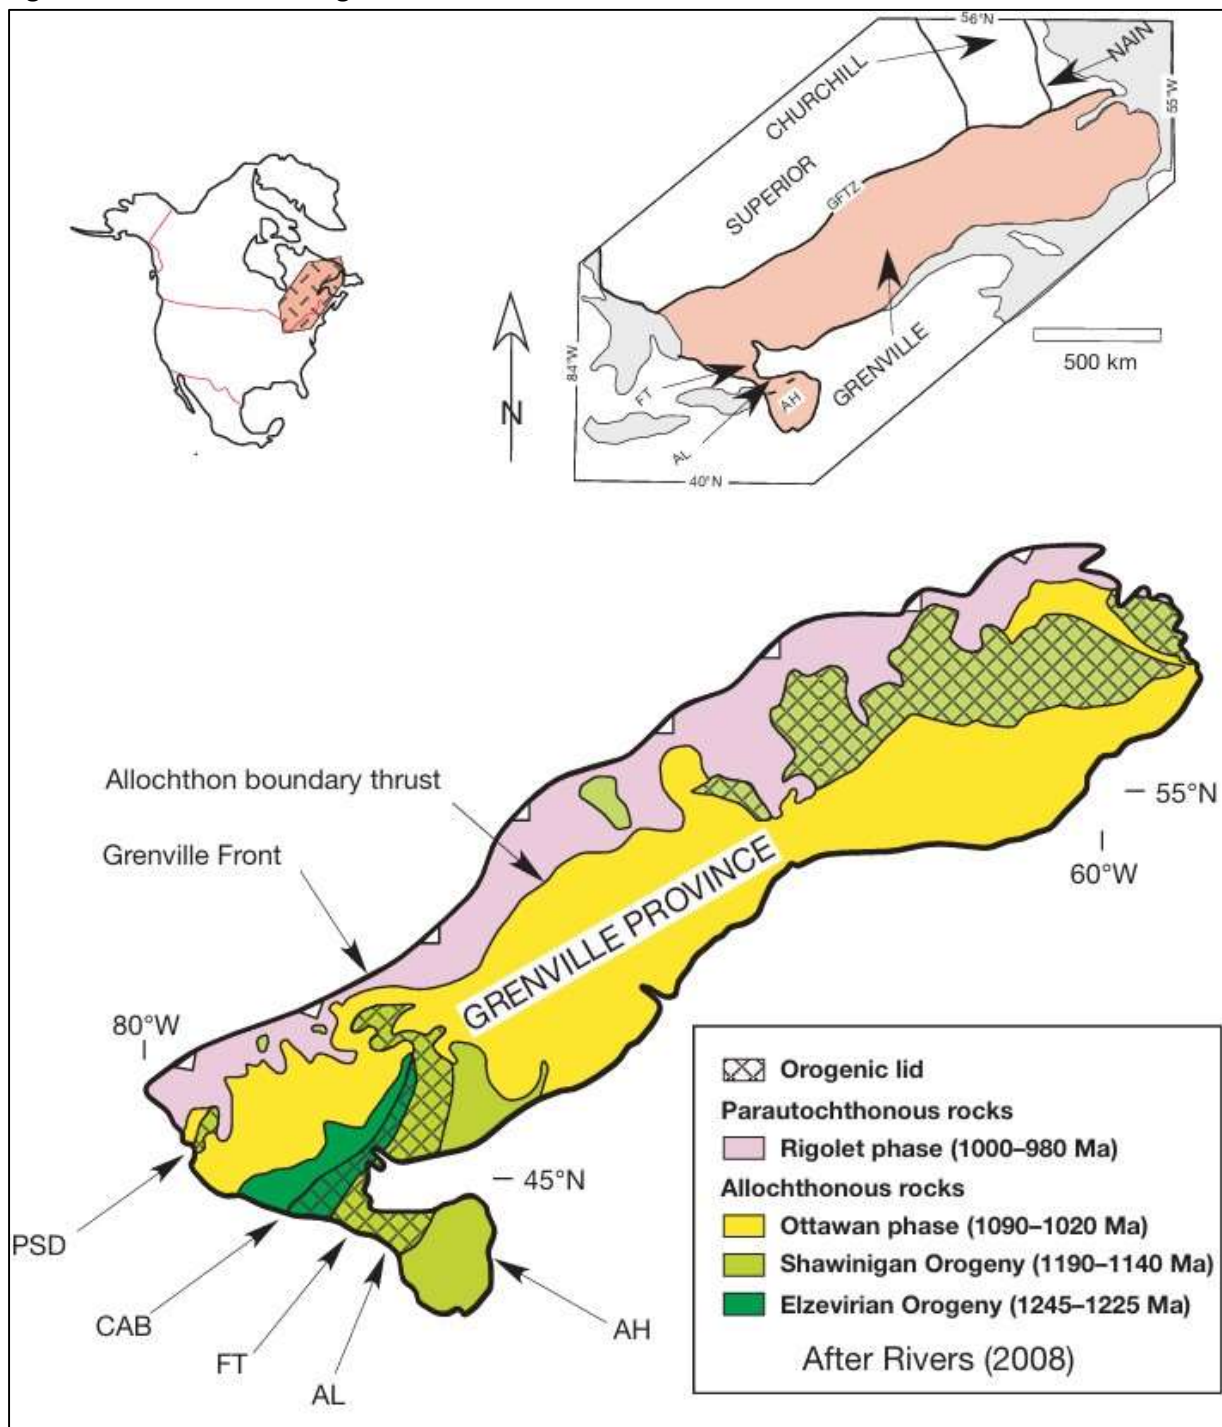 56°N
NAIN
CHURCHILL
55°W
SUPERIOR
GFTZ
84°W
N
500 km
GRENVILLE
FT
AH
AL
40°N
Allochthon boundary thrust
55°N
Grenville Front
60°W
GRENVILLE PROVINCE
80°W
45°N
PSD
CAB
FT
AL
AH
Orogenic lid
Parautochthonous rocks
Rigolet phase (1000–980 Ma)
Allochthonous rocks
Ottawan phase (1090–1020 Ma)
Shawinigan Orogeny (1190–1140 Ma)
Elzevirian Orogeny (1245–1225 Ma)
After Rivers (2008)